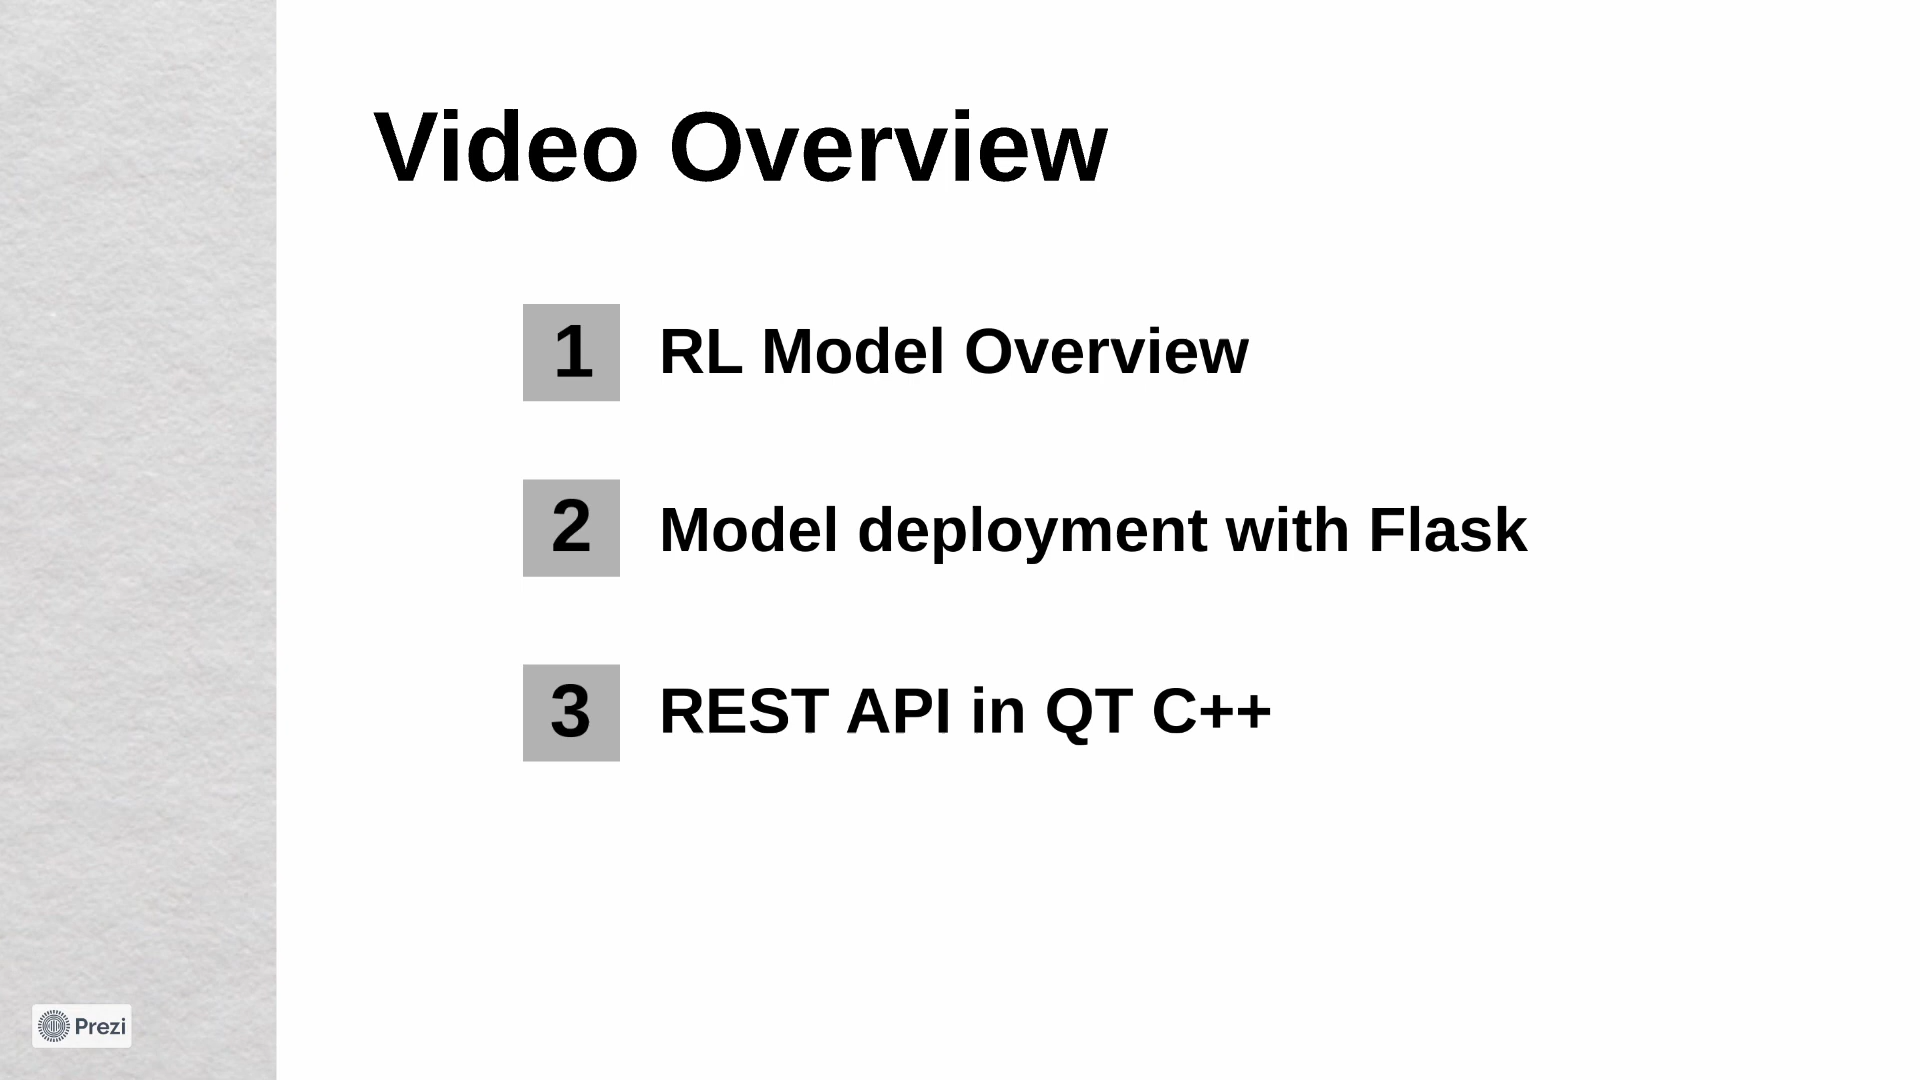 Video Overview
1 RL Model Overview
2 Model deployment with Flask
3 REST API in QT C++
Prezi